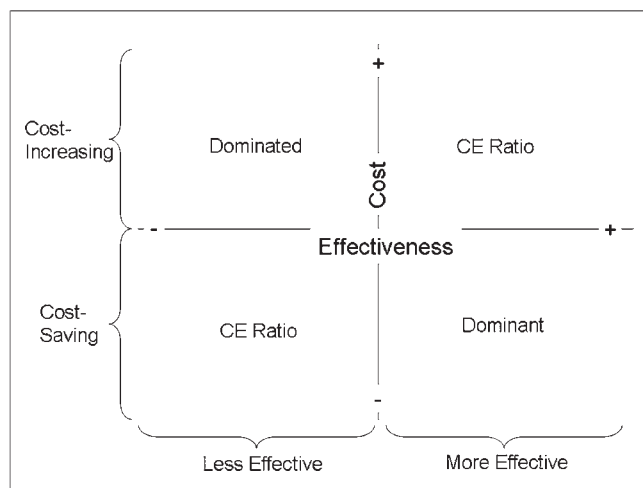 +
Cost-
Increasing
Dominated
CE Ratio
Cost
-
+
Effectiveness
Cost-
Saving
CE Ratio
Dominant
-
Less Effective
More Effective